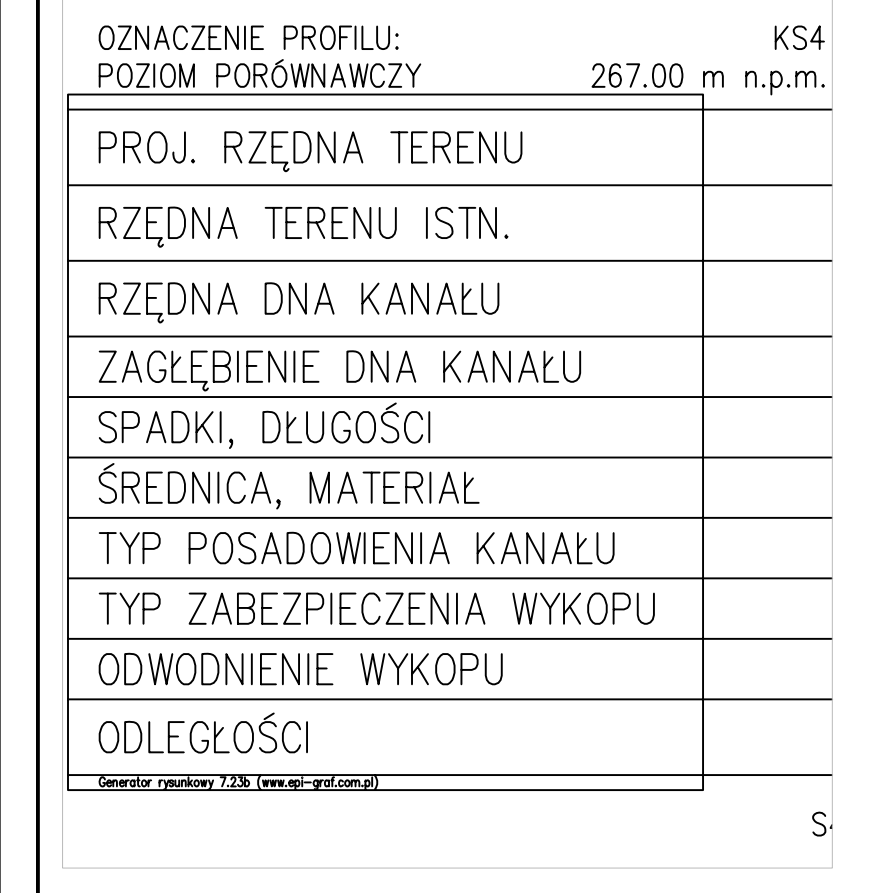 OZNACZENIE PROFILU: KS4
POZIOM PORÓWNAWCZY 267.00 m n.p.m.
PROJ. RZĘDNA TERENU
RZĘDNA TERENU ISTN.
RZĘDNA DNA KANAŁU
ZAGŁĘBIENIE DNA KANAŁU
SPADKI, DŁUGOŚCI
ŚREDNICA, MATERIAŁ
TYP POSADOWIENIA KANAŁU
TYP ZABEZPIECZENIA WYKOPU
ODWODNIENIE WYKOPU
ODLEGŁOŚCI
Generator rysunkowy 7.23b (www.epi-graf.com.pl)